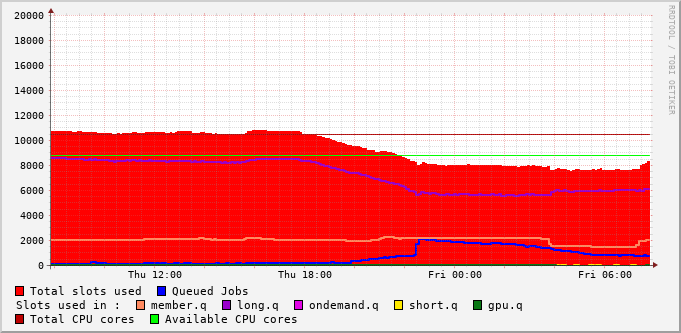 RRDTOOL / TOBI OETIKER
20000
18000
16000
14000
12000
10000
8000
6000
4000
2000
0
Thu 12:00 Thu 18:00 Fri 00:00 Fri 06:00
Total slots used Queued Jobs
Slots used in : member.q long.q ondemand.q short.q gpu.q
Total CPU cores Available CPU cores